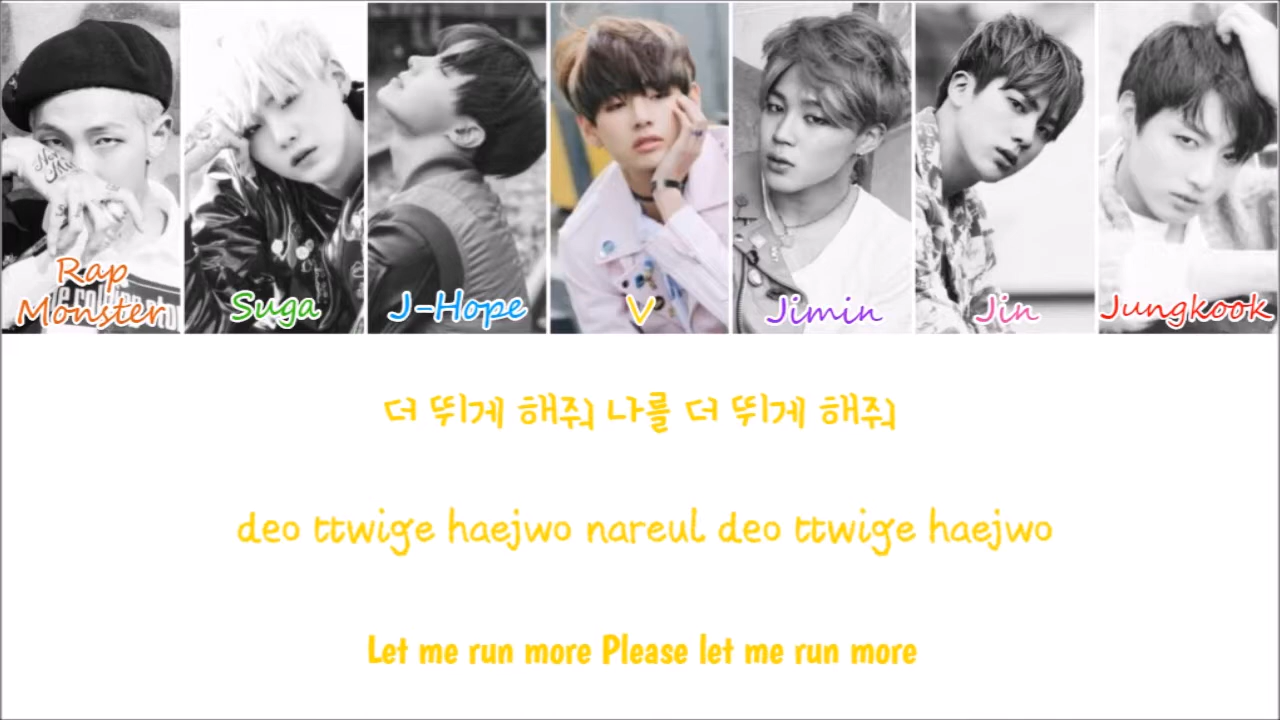 Rap
Monster
Suga
J-Hope
V
Jimin
Jin
Jungkook
더 뛰게 해줘 나를 더 뛰게 해줘
deo ttwige haejwo nareul deo ttwige haejwo
Let me run more Please let me run more